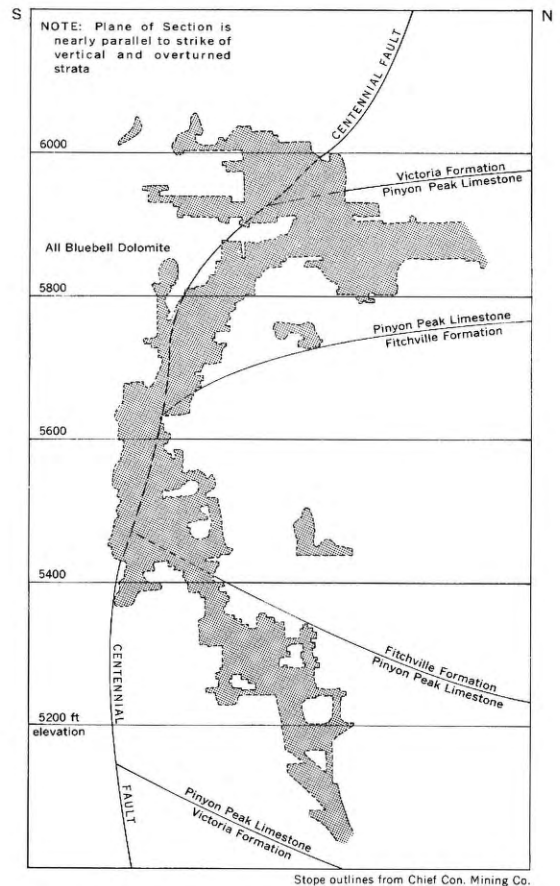 S
N
NOTE: Plane of Section is
nearly parallel to strike of
vertical and overturned
strata
CENTENNIAL FAULT
6000
Victoria Formation
Pinyon Peak Limestone
All Bluebell Dolomite
5800
Pinyon Peak Limestone
Fitchville Formation
5600
5400
Fitchville Formation
Pinyon Peak Limestone
CENTENNIAL
5200 ft
elevation
FAULT
Pinyon Peak Limestone
Victoria Formation
Stope outlines from Chief Con. Mining Co.